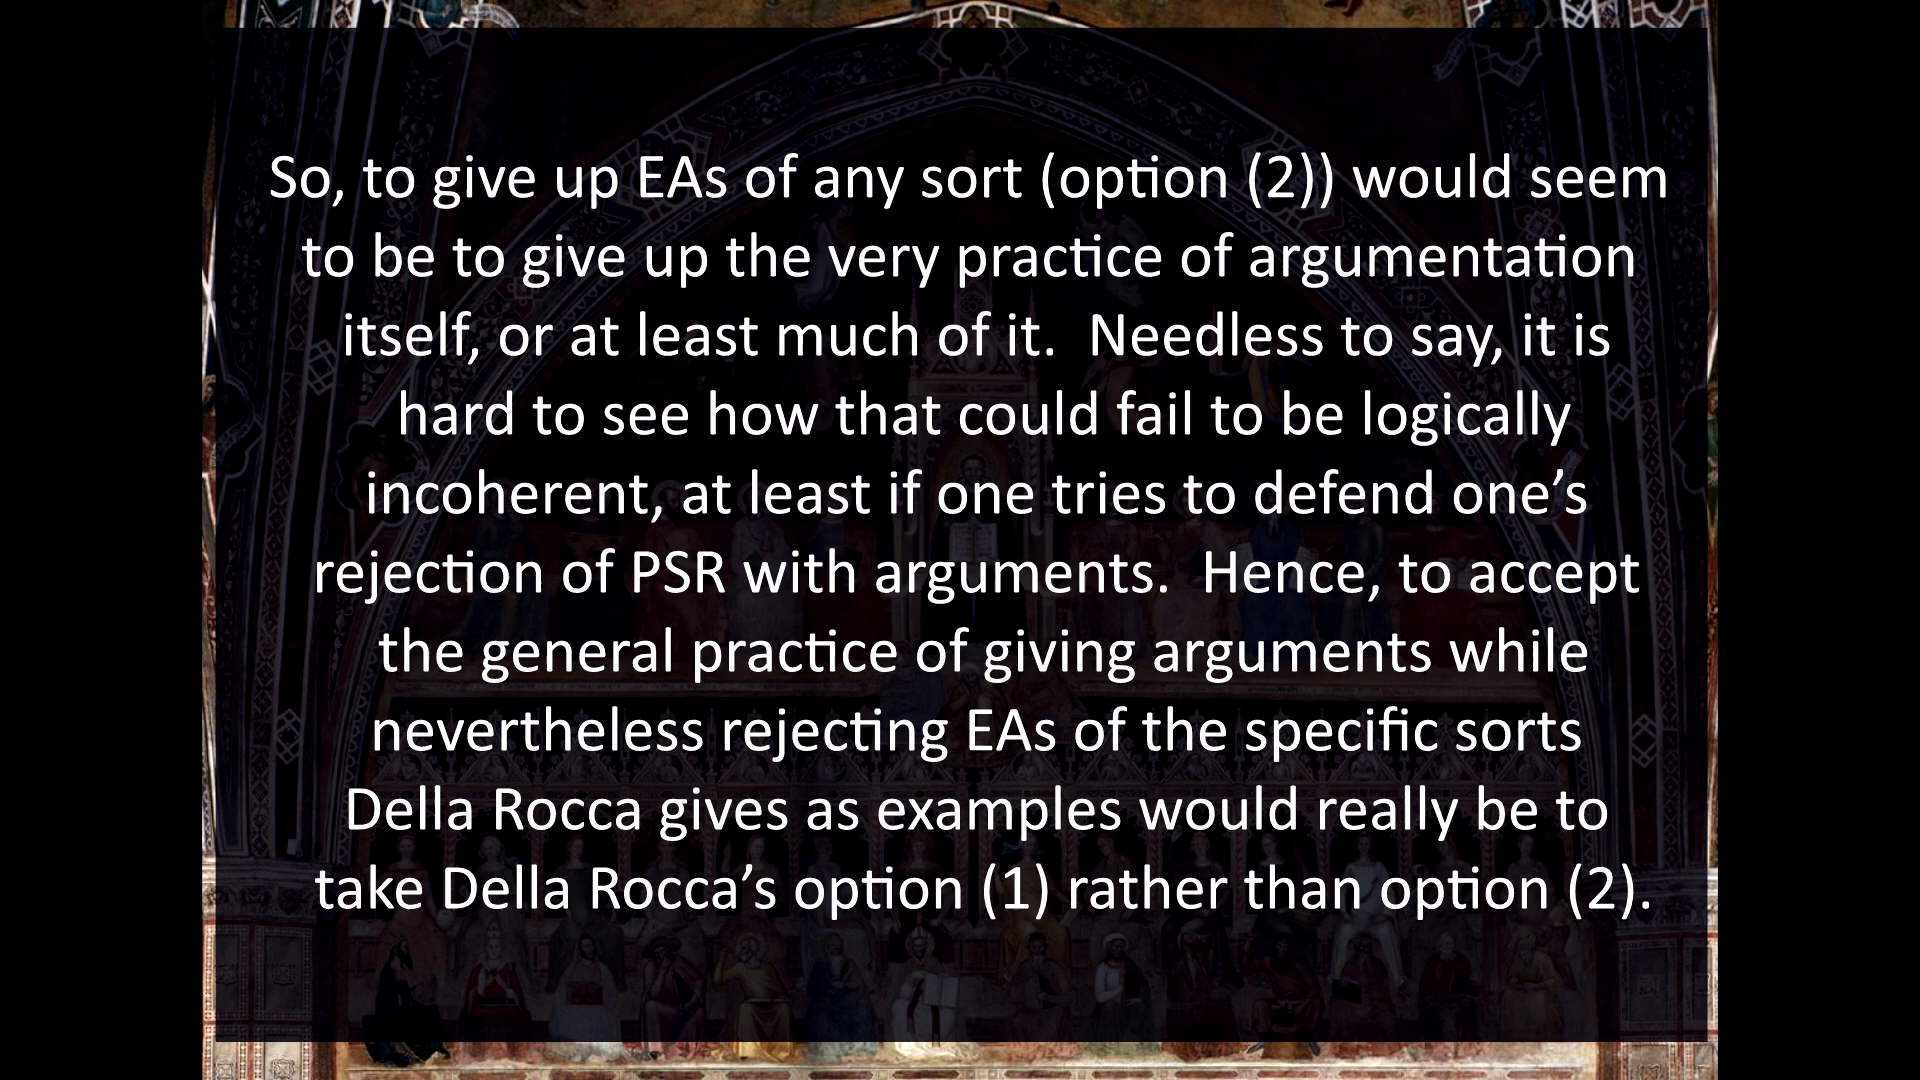 So, to give up EAs of any sort (option (2)) would seem
to be to give up the very practice of argumentation
itself, or at least much of it.  Needless to say, it is
hard to see how that could fail to be logically
incoherent, at least if one tries to defend one’s
rejection of PSR with arguments.  Hence, to accept
the general practice of giving arguments while
nevertheless rejecting EAs of the specific sorts
Della Rocca gives as examples would really be to
take Della Rocca’s option (1) rather than option (2).